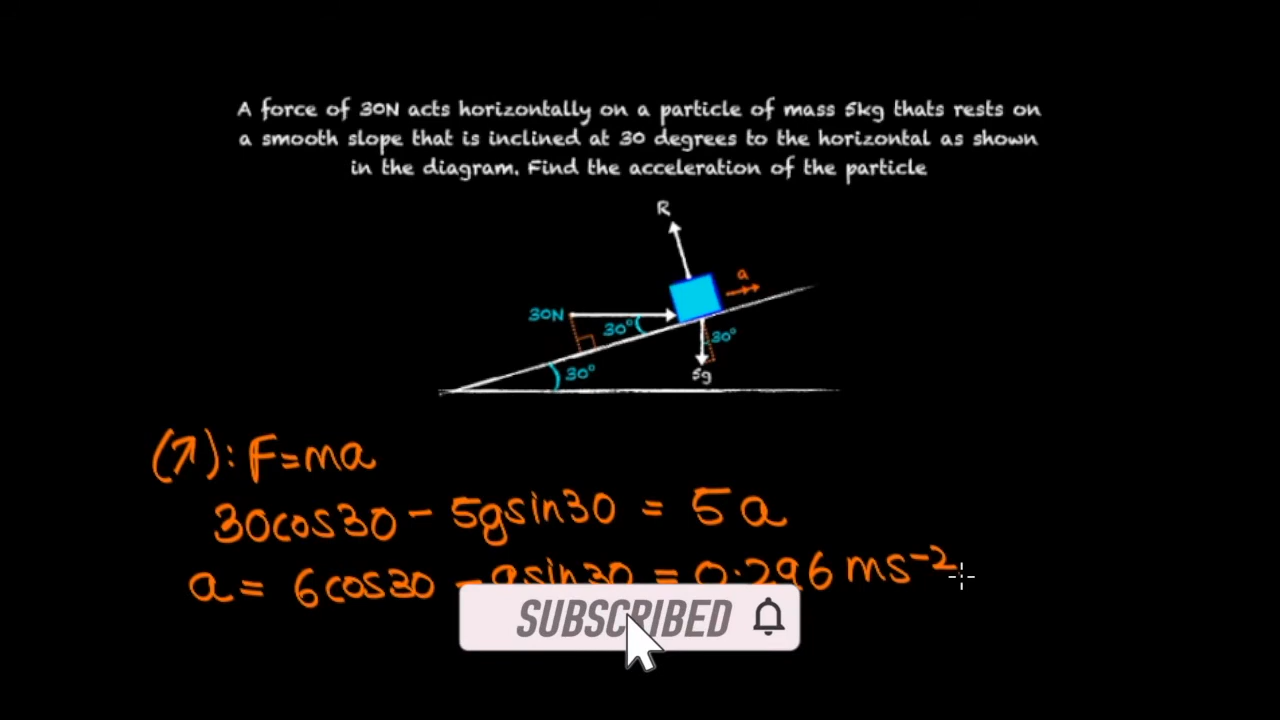 A force of 30N acts horizontally on a particle of mass 5kg thats rests on
a smooth slope that is inclined at 30 degrees to the horizontal as shown
in the diagram. Find the acceleration of the particle
R
a
30N
30°
30°
30°
5g
(↗): F=ma
30cos30 - 5gsin30 = 5a
a = 6cos30 - gsin30 = 0.296 ms⁻²
SUBSCRIBED